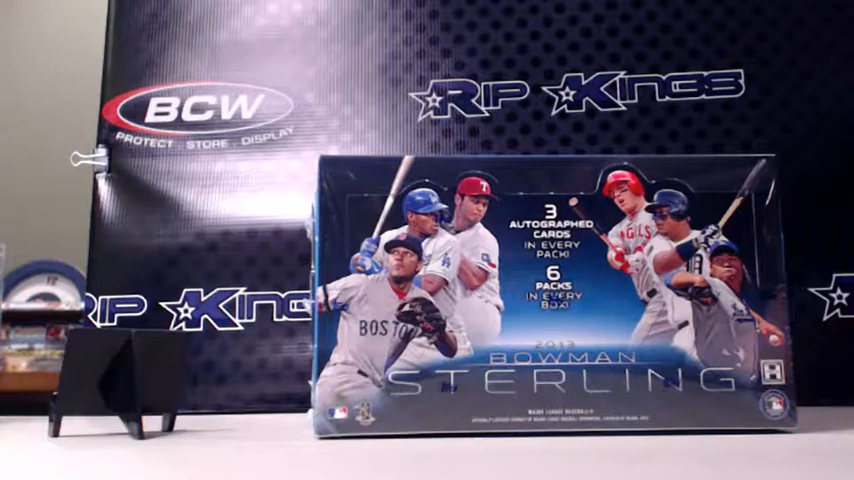 BCW
PROTECT . STORE . DISPLAY
RIP KINGS
3
AUTOGRAPHED
CARDS
IN EVERY
PACK!
6
PACKS
IN EVERY
BOX!
T
ANGELS
BOSTON
RIP KINGS
2013
BOWMAN
STERLING
H
MAJOR LEAGUE BASEBALL